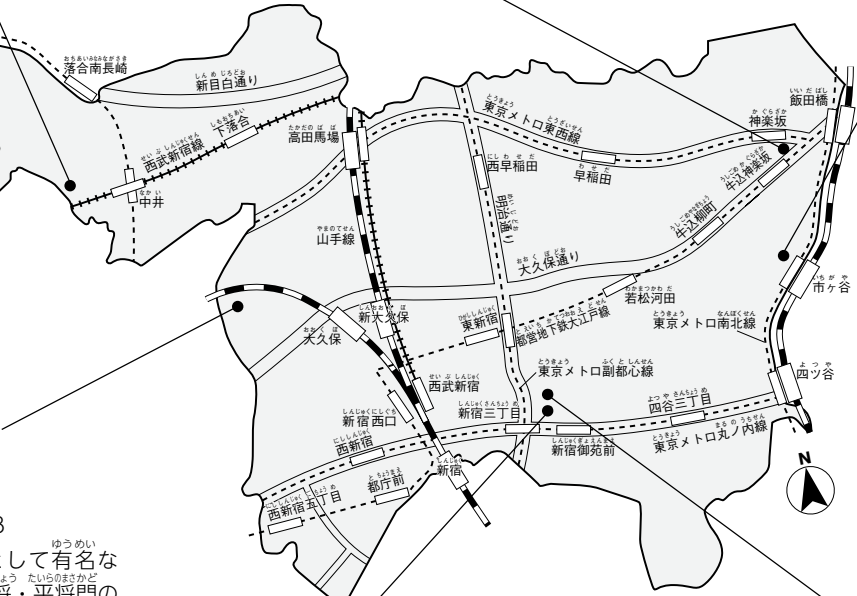 落合南長崎
新目白通り
下落合
西武新宿線
中井
高田馬場
山手線
東京メトロ東西線
西早稲田
早稲田
神楽坂
飯田橋
牛込神楽坂
牛込柳町
明治通り
大久保通り
若松河田
市ヶ谷
東京メトロ南北線
新大久保
大久保
東新宿
都営地下鉄大江戸線
東京メトロ副都心線
四ツ谷
西武新宿
新宿三丁目
四谷三丁目
新宿西口
西新宿
新宿御苑前
東京メトロ丸ノ内線
新宿
都庁前
西新宿五丁目
N
して有名な
将・平将門の